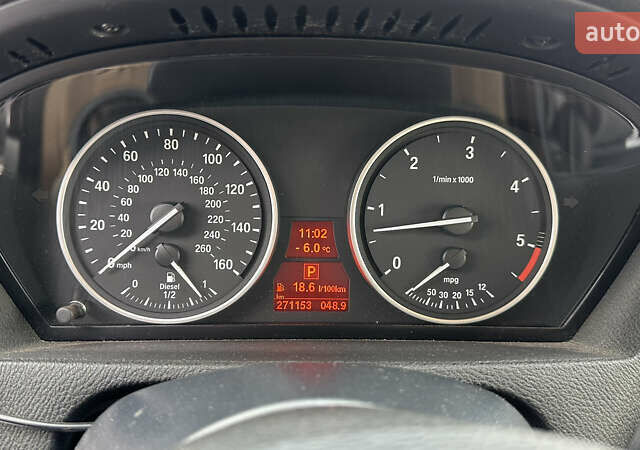 auto
60 80 100
40 120
20 140
0 mph 160
80 100 120 140 160
60 180
40 200
20 220
km/h 240
260
0 Diesel 1
1/2
11:02
- 6.0 °C
P
18.6 l/100km
km
271153 048.9
1/min x 1000
0 1 2 3 4 5
mpg
50 30 20 15 12